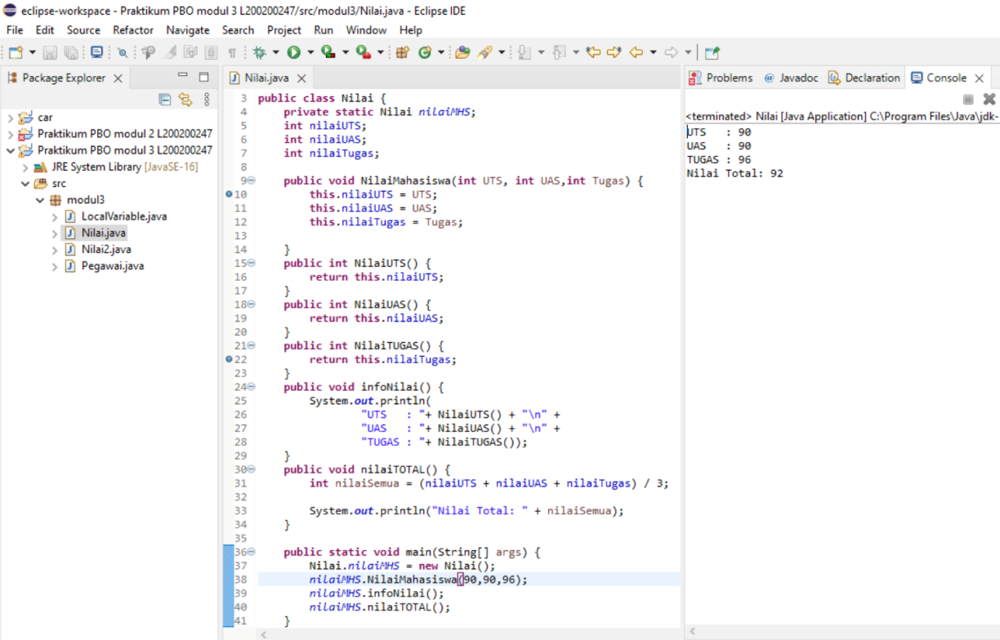 eclipse-workspace - Praktikum PBO modul 3 L200200247/src/modul3/Nilai.java - Eclipse IDE
File Edit Source Refactor Navigate Search Project Run Window Help
Package Explorer
car
Praktikum PBO modul 2 L200200247
Praktikum PBO modul 3 L200200247
JRE System Library [JavaSE-16]
src
modul3
LocalVariable.java
Nilai.java
Nilai2.java
Pegawai.java
Nilai.java
3 public class Nilai {
4     private static Nilai nilaiMHS;
5     int nilaiUTS;
6     int nilaiUAS;
7     int nilaiTugas;
8
9     public void NilaiMahasiswa(int UTS, int UAS,int Tugas) {
10         this.nilaiUTS = UTS;
11         this.nilaiUAS = UAS;
12         this.nilaiTugas = Tugas;
13
14     }
15     public int NilaiUTS() {
16         return this.nilaiUTS;
17     }
18     public int NilaiUAS() {
19         return this.nilaiUAS;
20     }
21     public int NilaiTUGAS() {
22         return this.nilaiTugas;
23     }
24     public void infoNilai() {
25         System.out.println(
26                 "UTS   : "+ NilaiUTS() + "\n" +
27                 "UAS   : "+ NilaiUAS() + "\n" +
28                 "TUGAS : "+ NilaiTUGAS());
29     }
30     public void nilaiTOTAL() {
31         int nilaiSemua = (nilaiUTS + nilaiUAS + nilaiTugas) / 3;
32
33         System.out.println("Nilai Total: " + nilaiSemua);
34     }
35
36     public static void main(String[] args) {
37         Nilai.nilaiMHS = new Nilai();
38         nilaiMHS.NilaiMahasiswa(90,90,96);
39         nilaiMHS.infoNilai();
40         nilaiMHS.nilaiTOTAL();
41     }
Problems @ Javadoc Declaration Console
<terminated> Nilai [Java Application] C:\Program Files\Java\jdk-
UTS   : 90
UAS   : 90
TUGAS : 96
Nilai Total: 92